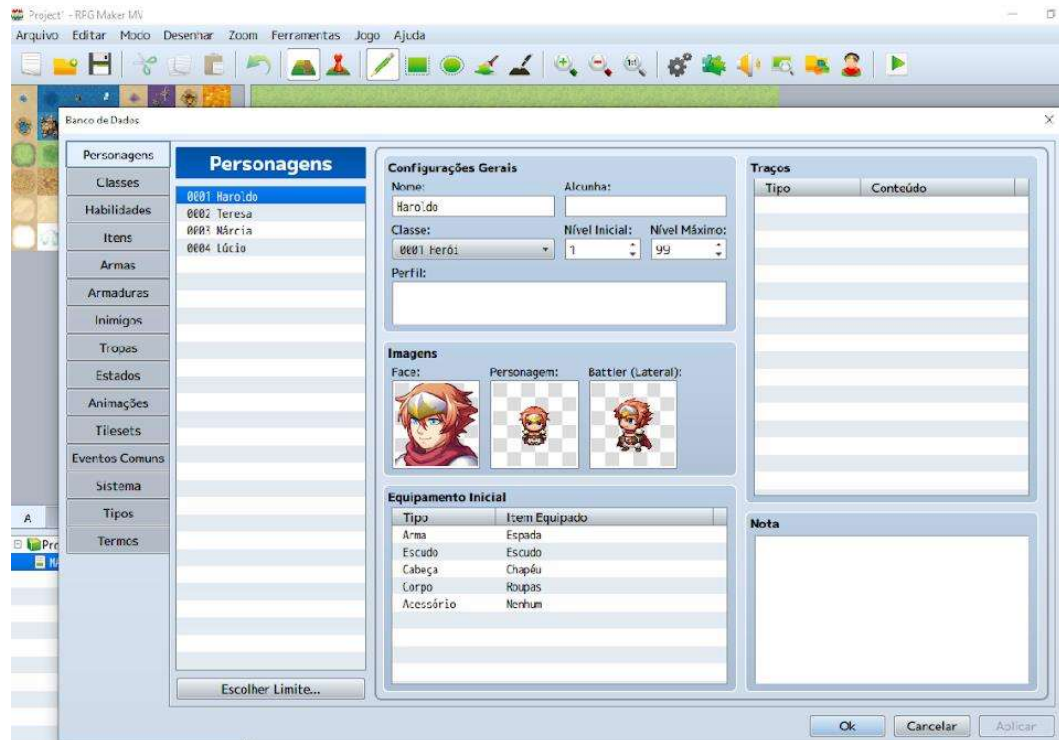 Project1 - RPG Maker MV
Arquivo Editar Modo Desenhar Zoom Ferramentas Jogo Ajuda
Banco de Dados
Personagens
Classes
Habilidades
Itens
Armas
Armaduras
Inimigos
Tropas
Estados
Animações
Tilesets
Eventos Comuns
Sistema
Tipos
Termos
Personagens
0001 Haroldo
0002 Teresa
0003 Márcia
0004 Lúcio
Escolher Limite...
Configurações Gerais
Nome: Alcunha:
Haroldo
Classe: Nível Inicial: Nível Máximo:
0001 Herói 1 99
Perfil:
Imagens
Face: Personagem: Battler (Lateral):
Equipamento Inicial
Tipo Item Equipado
Arma Espada
Escudo Escudo
Cabeça Chapéu
Corpo Roupas
Acessório Nenhum
Traços
Tipo Conteúdo
Nota
Ok Cancelar Aplicar
A